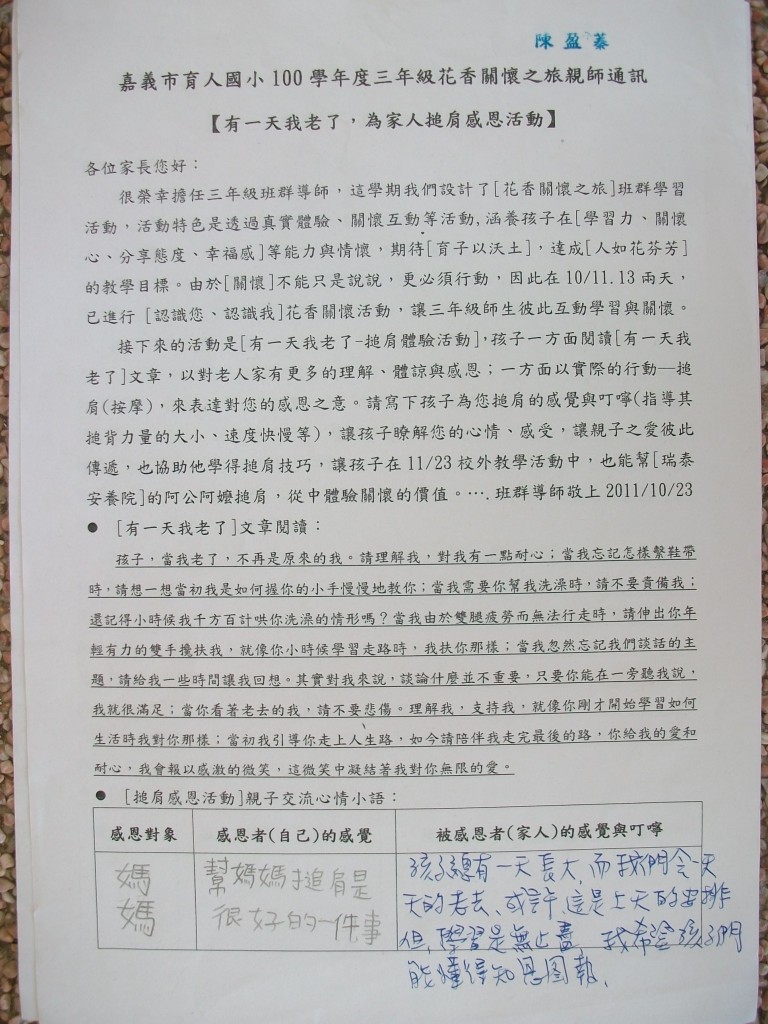 陳盈蓁
嘉義市育人國小100學年度三年級花香關懷之旅親師通訊
【有一天我老了，為家人搥肩感恩活動】
各位家長您好：
很榮幸擔任三年級班群導師，這學期我們設計了[花香關懷之旅]班群學習
活動，活動特色是透過真實體驗、關懷互動等活動,涵養孩子在[學習力、關懷
心、分享態度、幸福感]等能力與情懷，期待[育子以沃土]，達成[人如花芬芳]
的教學目標。由於[關懷]不能只是說說，更必須行動，因此在10/11.13兩天，
已進行 [認識您、認識我]花香關懷活動，讓三年級師生彼此互動學習與關懷。
接下來的活動是[有一天我老了-搥肩體驗活動],孩子一方面閱讀[有一天我
老了]文章，以對老人家有更多的理解、體諒與感恩；一方面以實際的行動—搥
肩(按摩)，來表達對您的感恩之意。請寫下孩子為您搥肩的感覺與叮嚀(指導其
搥背力量的大小、速度快慢等)，讓孩子瞭解您的心情、感受，讓親子之愛彼此
傳遞，也協助他學得搥肩技巧，讓孩子在11/23校外教學活動中，也能幫[瑞泰
安養院]的阿公阿嬤搥肩，從中體驗關懷的價值。….班群導師敬上2011/10/23
● [有一天我老了]文章閱讀：
孩子，當我老了，不再是原來的我。請理解我，對我有一點耐心；當我忘記怎樣繫鞋帶
時，請想一想當初我是如何握你的小手慢慢地教你；當我需要你幫我洗澡時，請不要責備我；
還記得小時候我千方百計哄你洗澡的情形嗎？當我由於雙腿疲勞而無法行走時，請伸出你年
輕有力的雙手攙扶我，就像你小時候學習走路時，我扶你那樣；當我忽然忘記我們談話的主
題，請給我一些時間讓我回想。其實對我來說，談論什麼並不重要，只要你能在一旁聽我說，
我就很滿足；當你看著老去的我，請不要悲傷。理解我，支持我，就像你剛才開始學習如何
生活時我對你那樣；當初我引導你走上人生路，如今請陪伴我走完最後的路，你給我的愛和
耐心，我會報以感激的微笑，這微笑中凝結著我對你無限的愛。
● [搥肩感恩活動]親子交流心情小語：
感恩對象 感恩者(自己)的感覺 被感恩者(家人)的感覺與叮嚀
媽
媽
幫媽媽搥肩是
很好的一件事
孩子總有一天長大,而我們會一天
天的老去、或許、這是上天的安排
但,學習是無止盡, 我希望孩子們
能懂得知恩圖報、